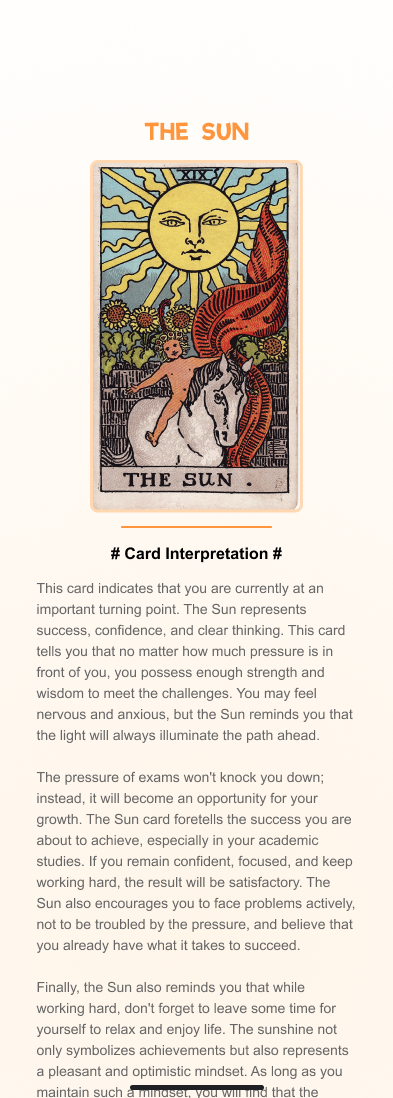 THE SUN
XIX
THE SUN .
# Card Interpretation #
This card indicates that you are currently at an
important turning point. The Sun represents
success, confidence, and clear thinking. This card
tells you that no matter how much pressure is in
front of you, you possess enough strength and
wisdom to meet the challenges. You may feel
nervous and anxious, but the Sun reminds you that
the light will always illuminate the path ahead.
The pressure of exams won't knock you down;
instead, it will become an opportunity for your
growth. The Sun card foretells the success you are
about to achieve, especially in your academic
studies. If you remain confident, focused, and keep
working hard, the result will be satisfactory. The
Sun also encourages you to face problems actively,
not to be troubled by the pressure, and believe that
you already have what it takes to succeed.
Finally, the Sun also reminds you that while
working hard, don't forget to leave some time for
yourself to relax and enjoy life. The sunshine not
only symbolizes achievements but also represents
a pleasant and optimistic mindset. As long as you
maintain such a mindset, you will find that the